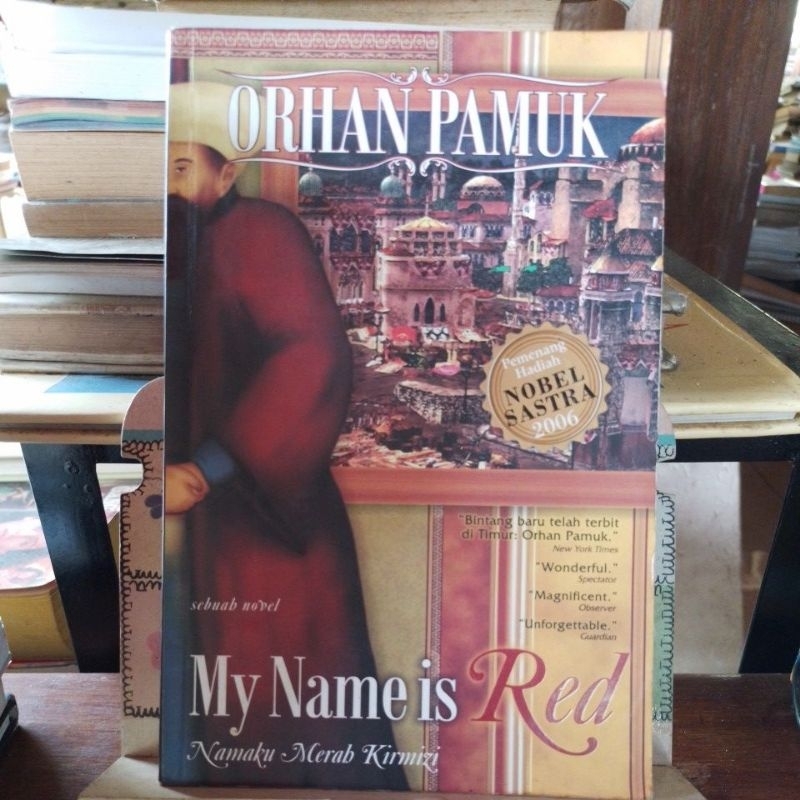 ORHAN PAMUK
Pemenang
Hadiah
NOBEL
SASTRA
2006
"Bintang baru telah terbit
di Timur: Orhan Pamuk."
New York Times
"Wonderful."
Spectator
"Magnificent."
Observer
"Unforgettable."
Guardian
sebuah novel
My Name is Red
Namaku Merah Kirmizi